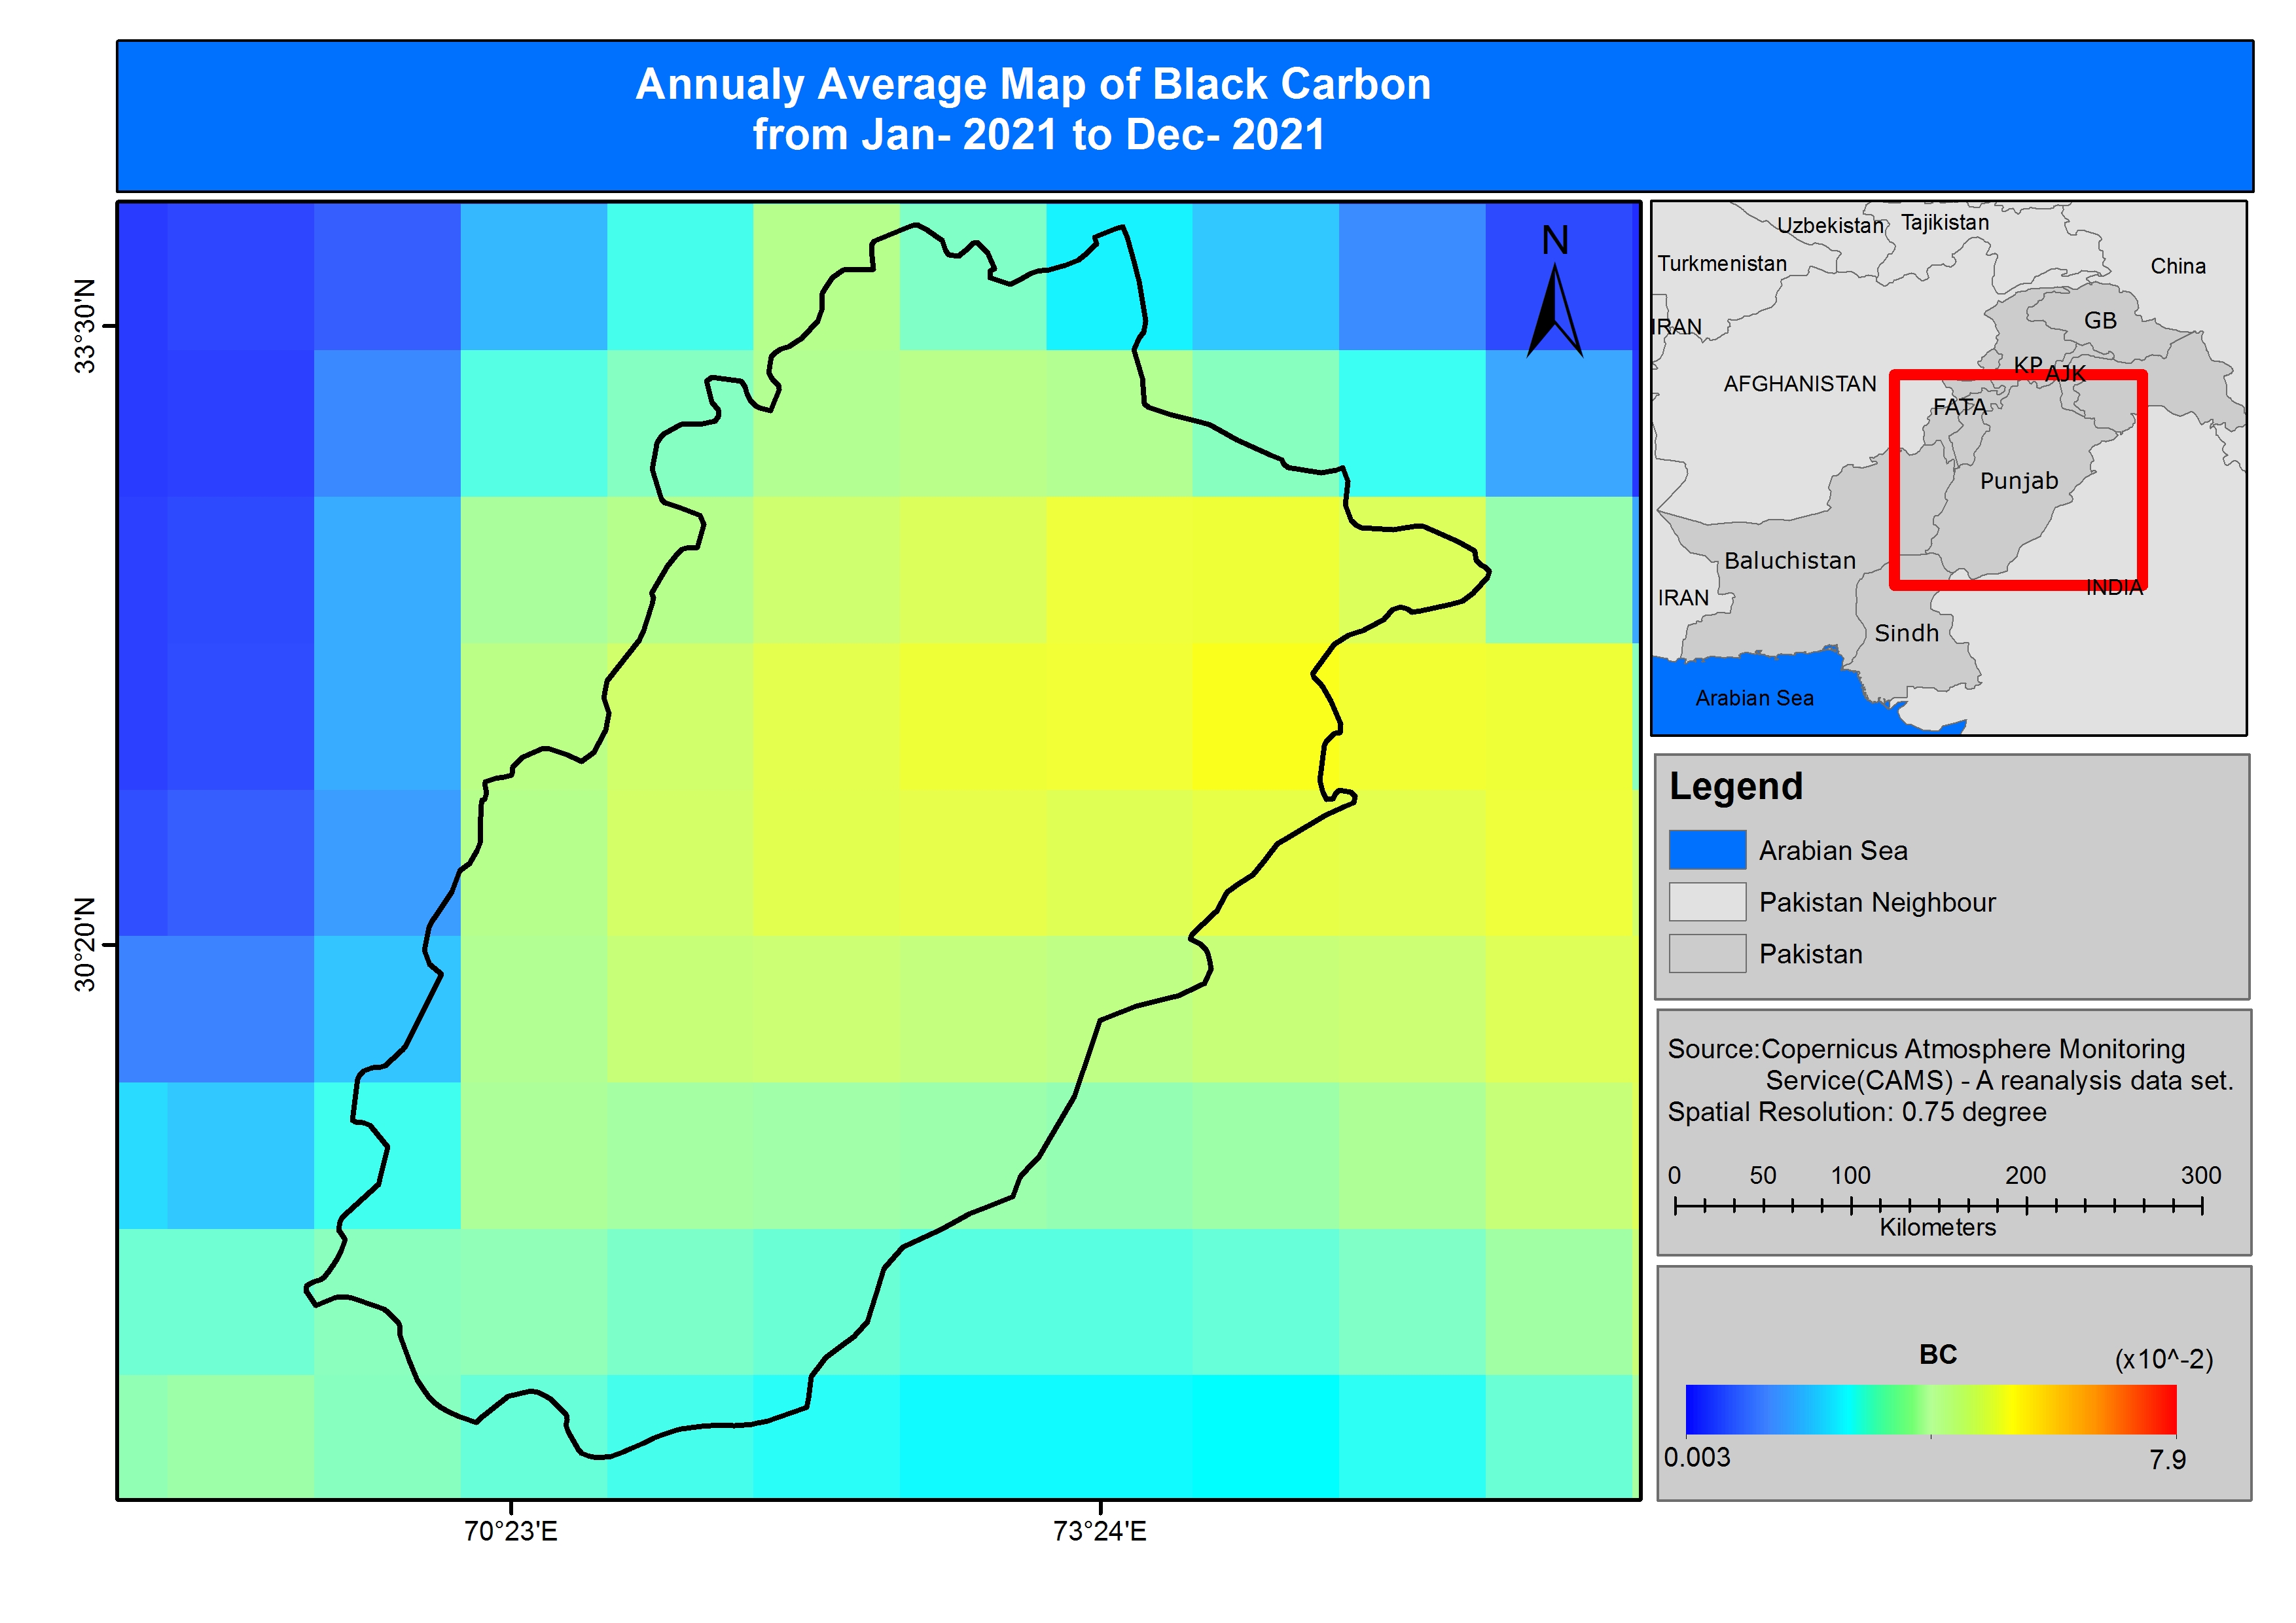 Annualy Average Map of Black Carbon
from Jan- 2021 to Dec- 2021
33°30'N
30°20'N
70°23'E
73°24'E
N
Uzbekistan
Tajikistan
Turkmenistan
China
IRAN
GB
KP
AJK
AFGHANISTAN
FATA
Punjab
Baluchistan
IRAN
INDIA
Sindh
Arabian Sea
Legend
Arabian Sea
Pakistan Neighbour
Pakistan
Source:Copernicus Atmosphere Monitoring
Service(CAMS) - A reanalysis data set.
Spatial Resolution: 0.75 degree
0 50 100 200 300
Kilometers
BC (x10^-2)
0.003 7.9